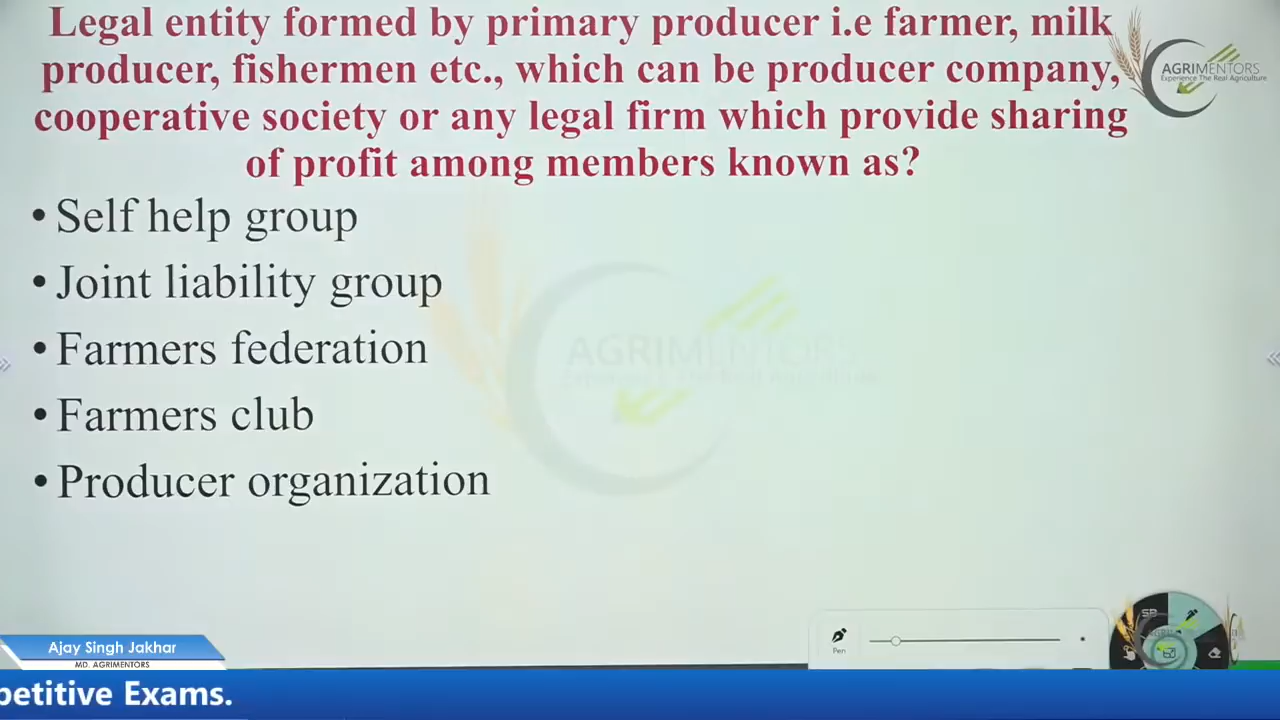 Legal entity formed by primary producer i.e farmer, milk
producer, fishermen etc., which can be producer company,
cooperative society or any legal firm which provide sharing
of profit among members known as?
AGRIMENTORS
Experience The Real Agriculture
• Self help group
• Joint liability group
• Farmers federation
• Farmers club
• Producer organization
AGRIMENTORS
Pen
Ajay Singh Jakhar
MD. AGRIMENTORS
petitive Exams.